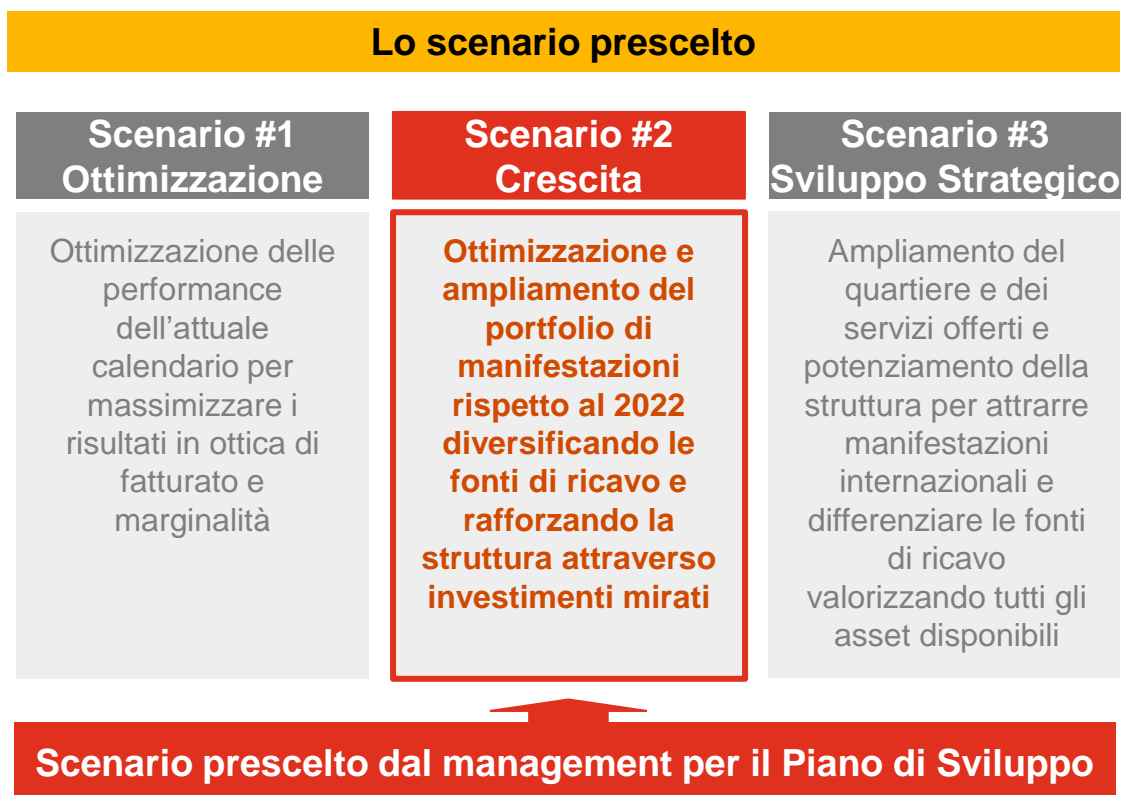 Lo scenario prescelto
Scenario #1
Ottimizzazione
Ottimizzazione delle
performance
dell’attuale
calendario per
massimizzare i
risultati in ottica di
fatturato e
marginalità
Scenario #2
Crescita
Ottimizzazione e
ampliamento del
portfolio di
manifestazioni
rispetto al 2022
diversificando le
fonti di ricavo e
rafforzando la
struttura attraverso
investimenti mirati
Scenario #3
Sviluppo Strategico
Ampliamento del
quartiere e dei
servizi offerti e
potenziamento della
struttura per attrarre
manifestazioni
internazionali e
differenziare le fonti
di ricavo
valorizzando tutti gli
asset disponibili
Scenario prescelto dal management per il Piano di Sviluppo